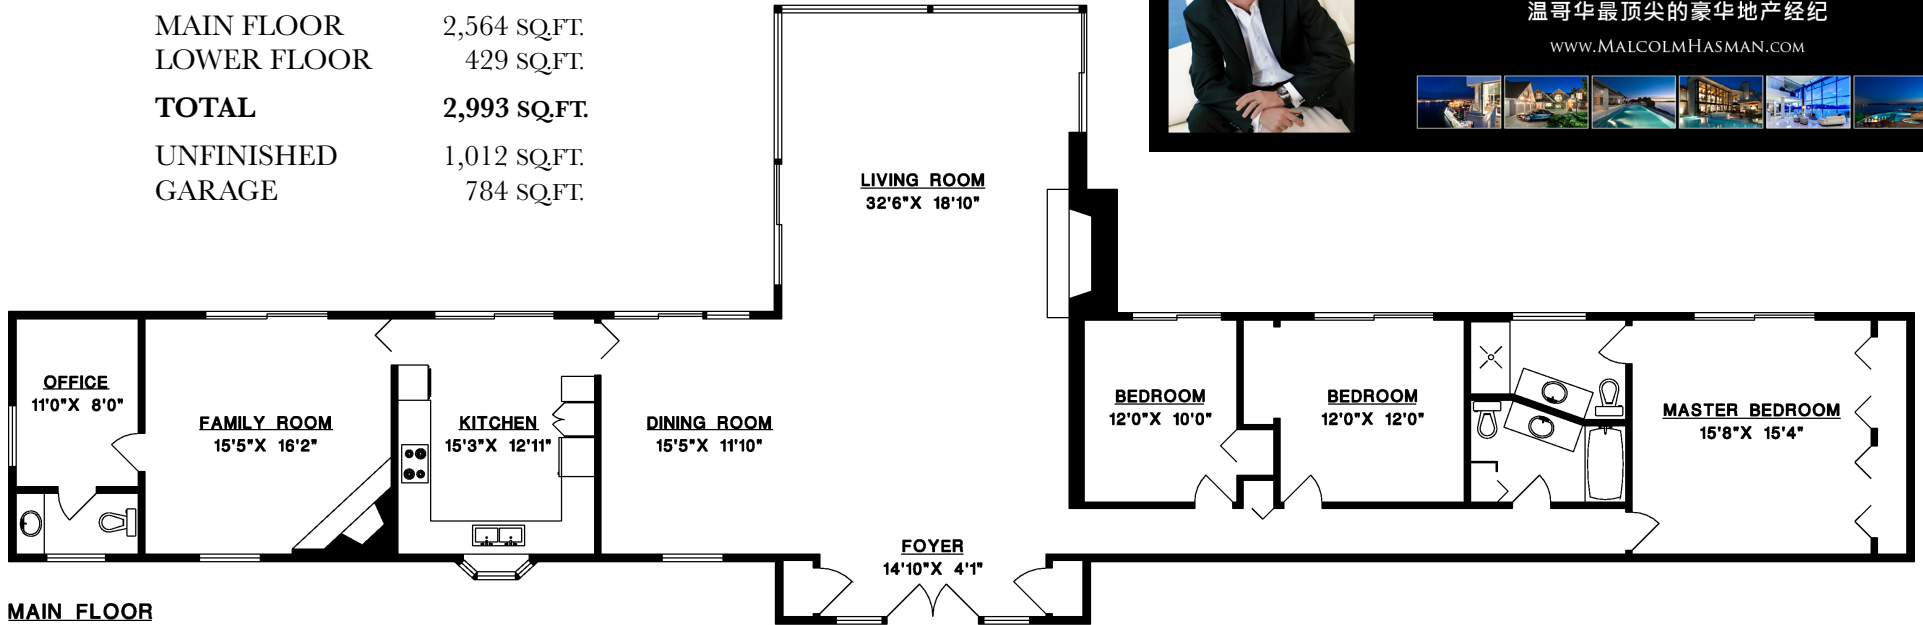 MAIN FLOOR 2,564 SQ.FT.
LOWER FLOOR 429 SQ.FT.
TOTAL 2,993 SQ.FT.
UNFINISHED 1,012 SQ.FT.
GARAGE 784 SQ.FT.
温哥华最顶尖的豪华地产经纪
www.MalcolmHasman.com
LIVING ROOM
32'6"X 18'10"
OFFICE
11'0"X 8'0"
FAMILY ROOM
15'5"X 16'2"
KITCHEN
15'3"X 12'11"
DINING ROOM
15'5"X 11'10"
BEDROOM
12'0"X 10'0"
BEDROOM
12'0"X 12'0"
MASTER BEDROOM
15'8"X 15'4"
FOYER
14'10"X 4'1"
MAIN FLOOR